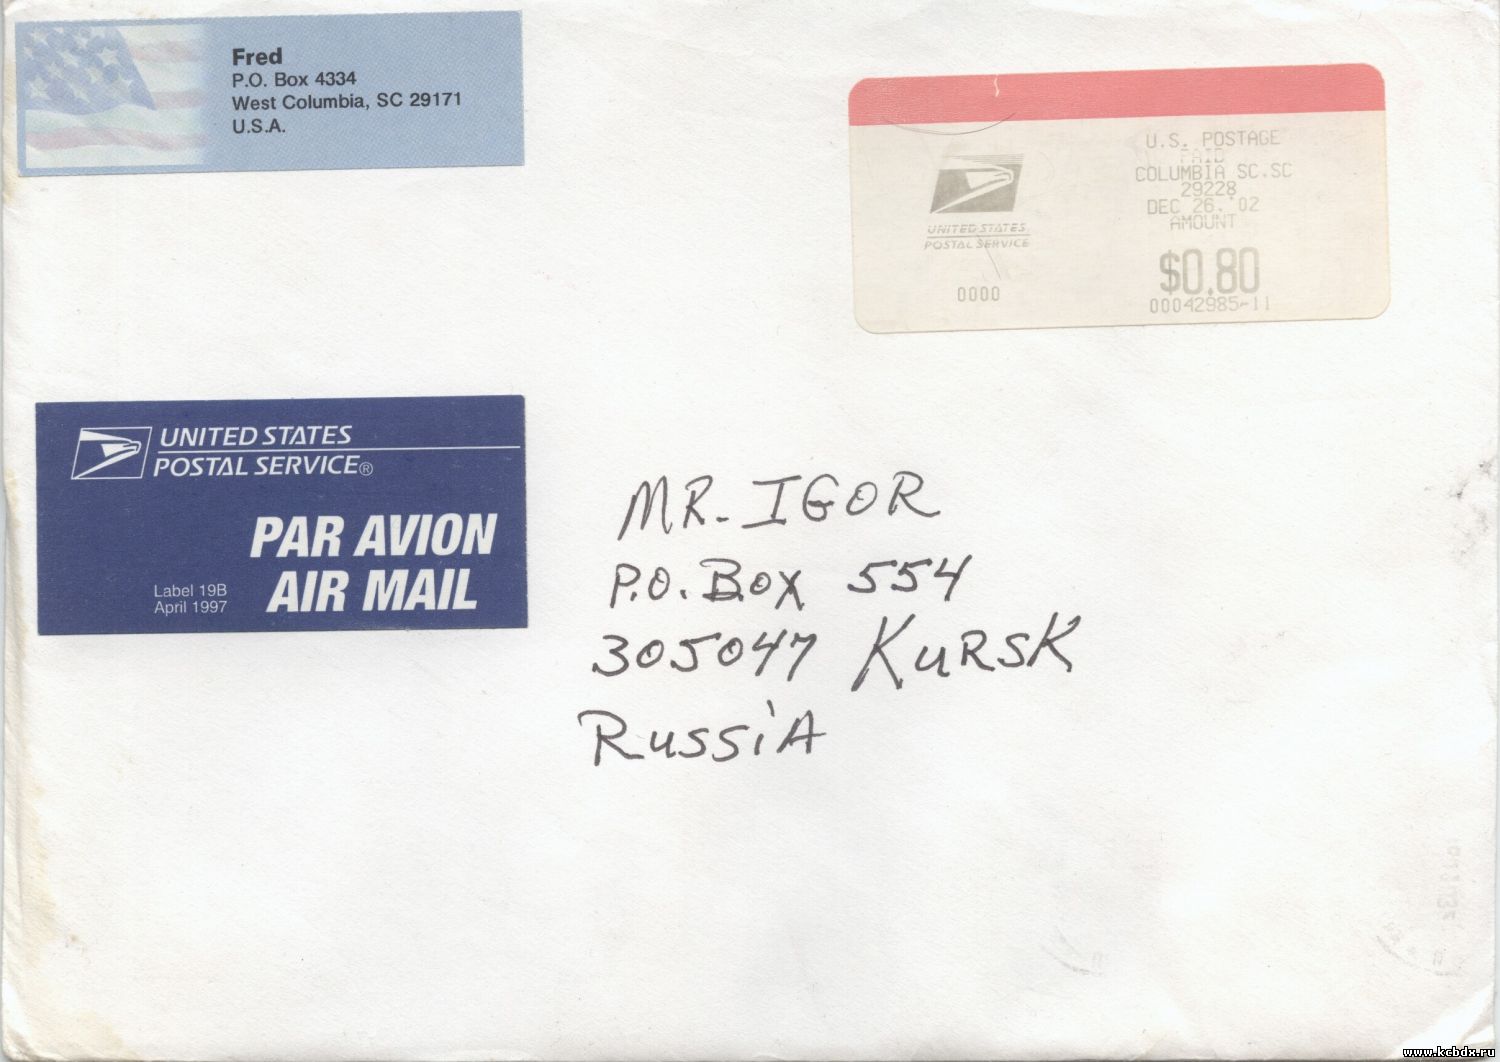 Fred
P.O. Box 4334
West Columbia, SC 29171
U.S.A.
U.S. POSTAGE
PAID
COLUMBIA SC.SC
29228
DEC 26.'02
AMOUNT
$0.80
00042985-11
UNITED STATES
POSTAL SERVICE
0000
UNITED STATES
POSTAL SERVICE®
PAR AVION
AIR MAIL
Label 19B
April 1997
MR. IGOR
P.O. BOX 554
305047 KURSK
RUSSiA
www.kcbdx.ru